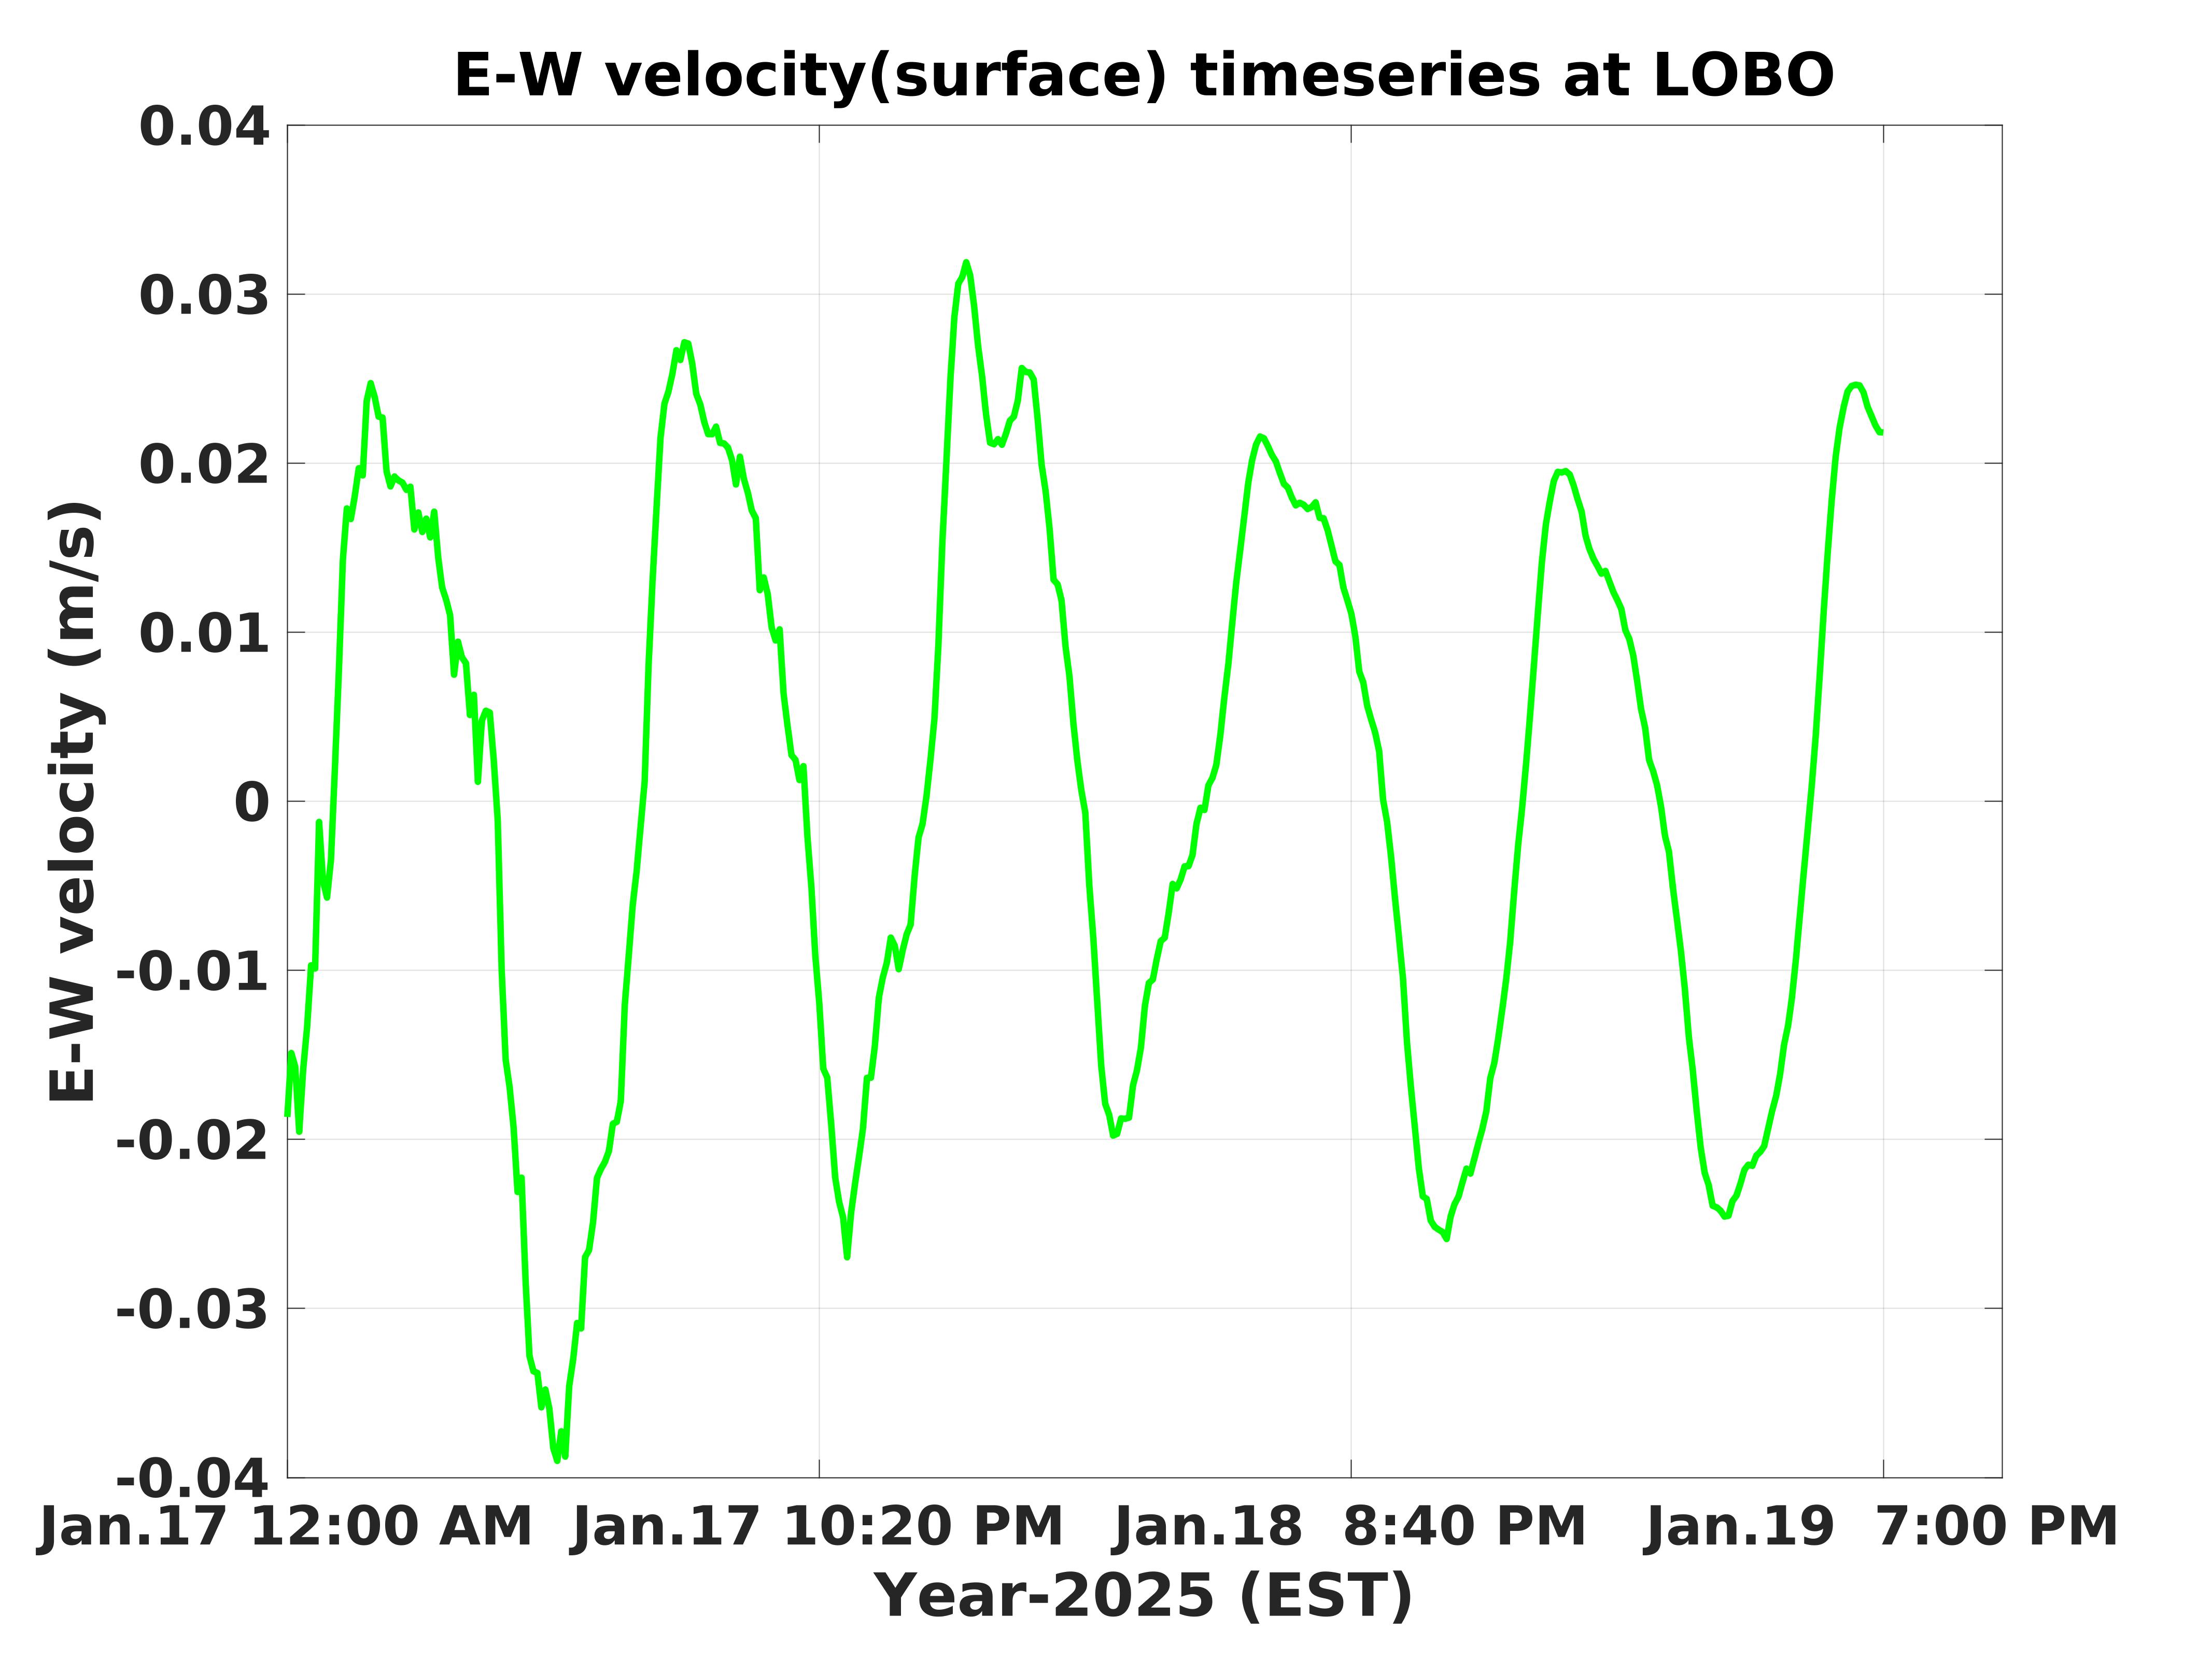 E-W velocity(surface) timeseries at LOBO
0.04
0.03
0.02
0.01
0
-0.01
-0.02
-0.03
-0.04
E-W velocity (m/s)
Jan.17 12:00 AM Jan.17 10:20 PM Jan.18 8:40 PM Jan.19 7:00 PM
Year-2025 (EST)